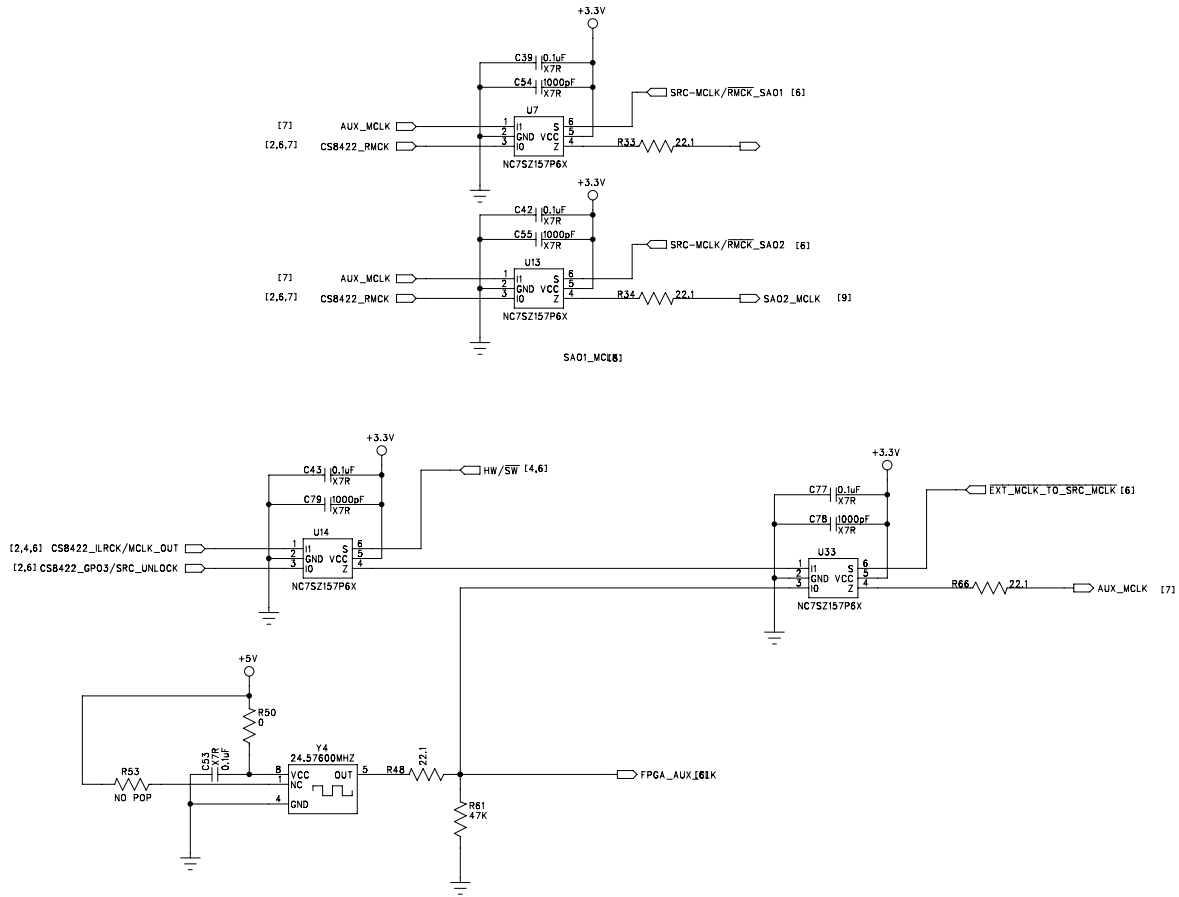 +3.3V
C39 0.1uF
X7R
C54 1000pF
X7R
SRC-MCLK/RMCK_SAO1 [6]
U7
[7] AUX_MCLK 1 I1 S 6
2 GND VCC 5
[2,6,7] CS8422_RMCK 3 I0 Z 4 R33 22.1
NC7SZ157P6X
+3.3V
C42 0.1uF
X7R
C55 1000pF
X7R
SRC-MCLK/RMCK_SAO2 [6]
U13
[7] AUX_MCLK 1 I1 S 6
2 GND VCC 5
[2,6,7] CS8422_RMCK 3 I0 Z 4 R34 22.1 SAO2_MCLK [9]
NC7SZ157P6X
SAO1_MCLK
+3.3V
C43 0.1uF
X7R
C79 1000pF
X7R
HW/SW [4,6]
U14
[2,4,6] CS8422_ILRCK/MCLK_OUT 1 I1 S 6
2 GND VCC 5
[2,6] CS8422_GPO3/SRC_UNLOCK 3 I0 Z 4
NC7SZ157P6X
+3.3V
C77 0.1uF
X7R
C78 1000pF
X7R
EXT_MCLK_TO_SRC_MCLK [6]
U33
1 I1 S 6
2 GND VCC 5
3 I0 Z 4 R66 22.1 AUX_MCLK [7]
NC7SZ157P6X
+5V
R50
0
C53
X7R
0.1uF
Y4
24.57600MHZ
8 VCC OUT 5
1 NC
4 GND
R53
NO POP
R48 22.1
R61
47K
FPGA_AUX_